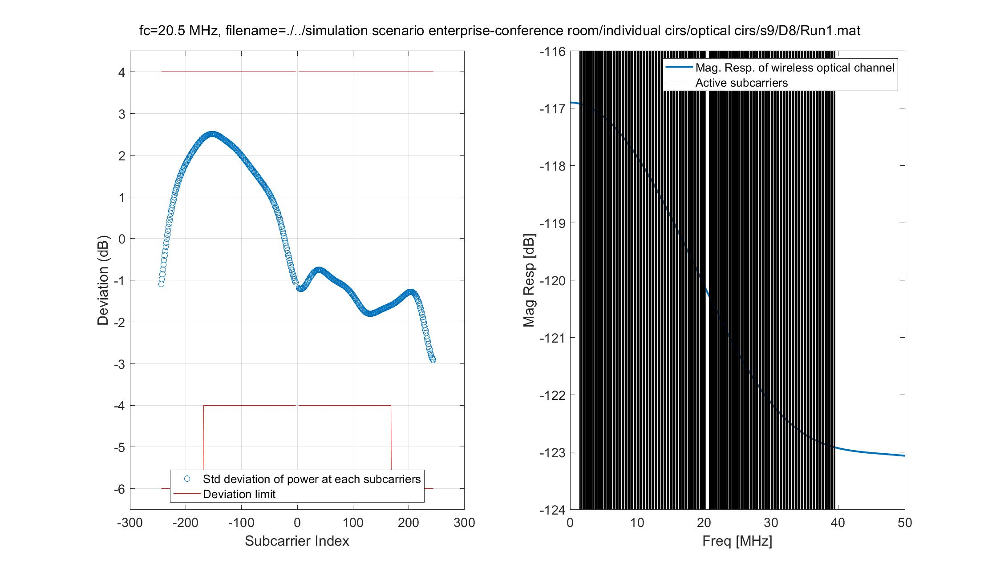 fc=20.5 MHz, filename=./../simulation scenario enterprise-conference room/individual cirs/optical cirs/s9/D8/Run1.mat
4
3
2
1
0
-1
-2
-3
-4
-5
-6
Deviation (dB)
-300 -200 -100 0 100 200 300
Subcarrier Index
Std deviation of power at each subcarriers
Deviation limit
-116
-117
-118
-119
-120
-121
-122
-123
-124
Mag Resp [dB]
0 10 20 30 40 50
Freq [MHz]
Mag. Resp. of wireless optical channel
Active subcarriers